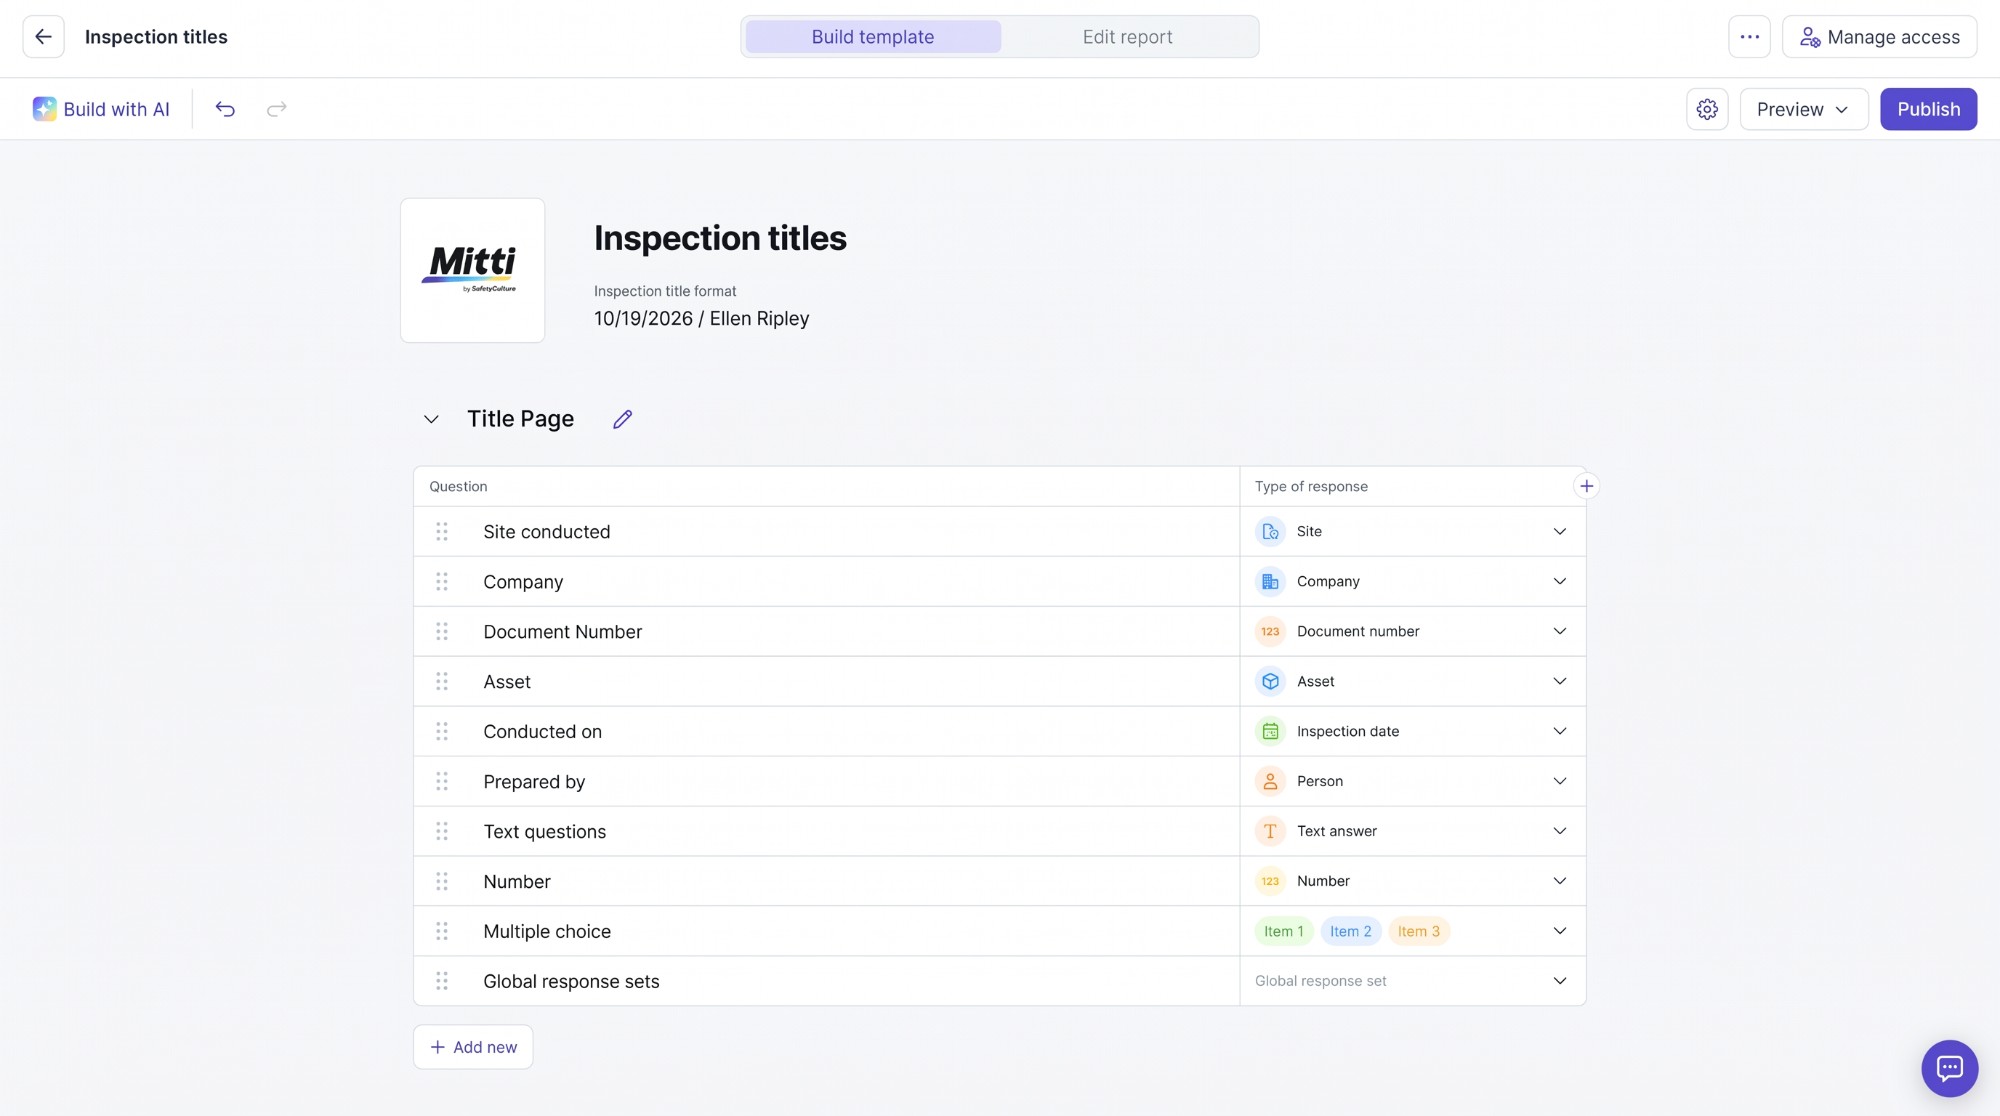 Inspection titles
Build template
Edit report
Manage access
Build with AI
Preview
Publish
Mitti
by SafetyCulture
Inspection titles
Inspection title format
10/19/2026 / Ellen Ripley
Title Page
Question
Type of response
Site conducted
Site
Company
Company
Document Number
123
Document number
Asset
Asset
Conducted on
Inspection date
Prepared by
Person
Text questions
T
Text answer
Number
123
Number
Multiple choice
Item 1
Item 2
Item 3
Global response sets
Global response set
Add new